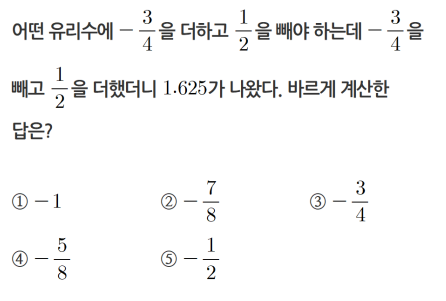 어떤 유리수에 $-\frac{3}{4}$을 더하고 $\frac{1}{2}$을 빼야 하는데 $-\frac{3}{4}$을
빼고 $\frac{1}{2}$을 더했더니 1.625가 나왔다. 바르게 계산한
답은?
① $-1$ ② $-\frac{7}{8}$ ③ $-\frac{3}{4}$
④ $-\frac{5}{8}$ ⑤ $-\frac{1}{2}$